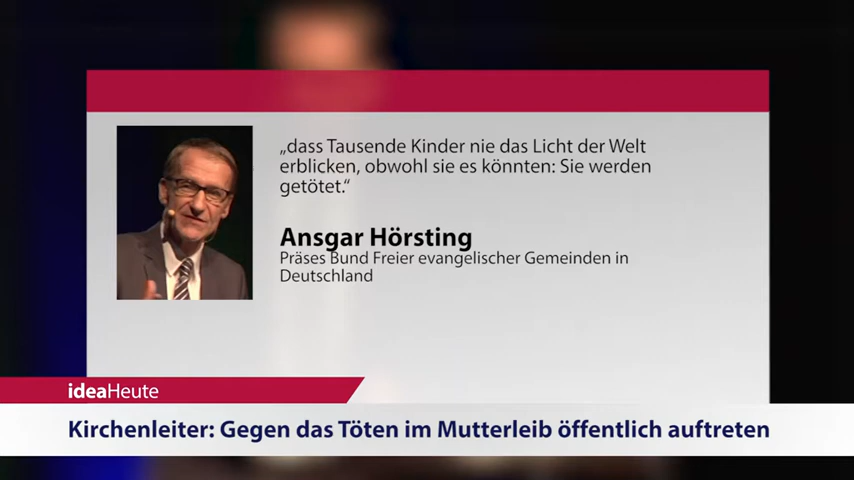 „dass Tausende Kinder nie das Licht der Welt
erblicken, obwohl sie es könnten: Sie werden
getötet.“
Ansgar Hörsting
Präses Bund Freier evangelischer Gemeinden in
Deutschland
ideaHeute
Kirchenleiter: Gegen das Töten im Mutterleib öffentlich auftreten